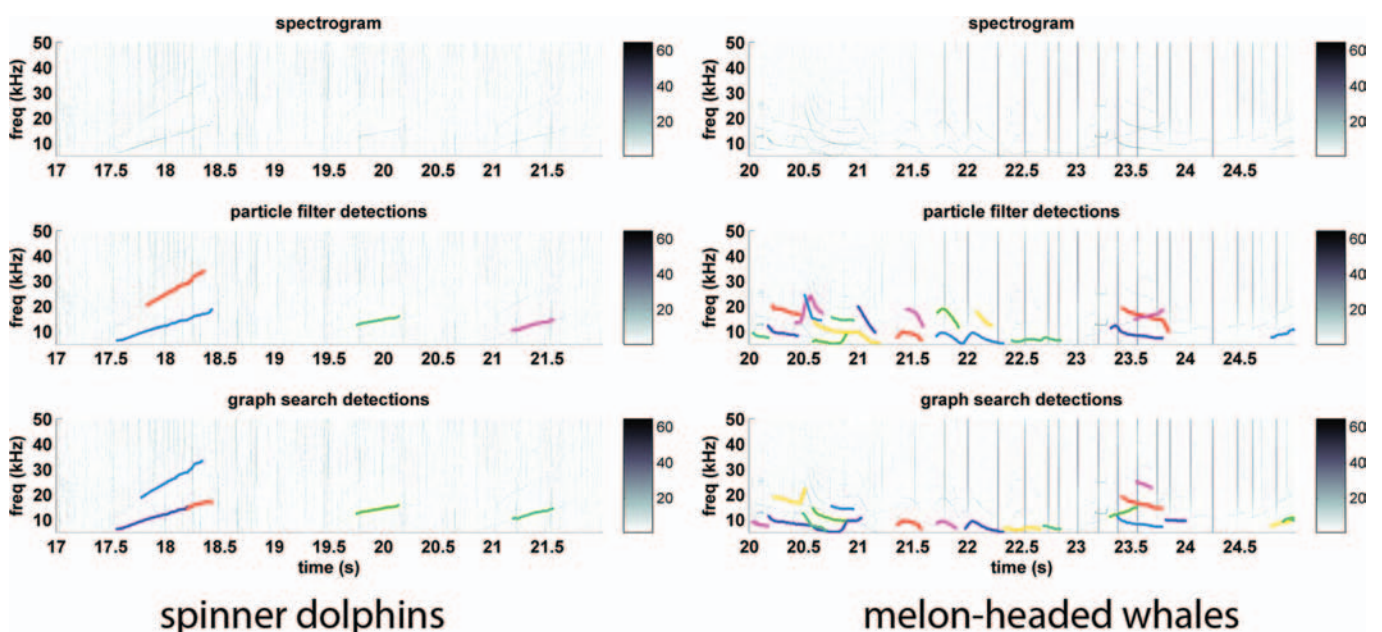 spectrogram
50
40
30
20
10
freq (kHz)
60
40
20
17 17.5 18 18.5 19 19.5 20 20.5 21 21.5
particle filter detections
50
40
30
20
10
freq (kHz)
60
40
20
17 17.5 18 18.5 19 19.5 20 20.5 21 21.5
graph search detections
50
40
30
20
10
freq (kHz)
60
40
20
17 17.5 18 18.5 19 19.5 20 20.5 21 21.5
time (s)
spinner dolphins
spectrogram
50
40
30
20
10
freq (kHz)
60
40
20
20 20.5 21 21.5 22 22.5 23 23.5 24 24.5
particle filter detections
50
40
30
20
10
freq (kHz)
60
40
20
20 20.5 21 21.5 22 22.5 23 23.5 24 24.5
graph search detections
50
40
30
20
10
freq (kHz)
60
40
20
20 20.5 21 21.5 22 22.5 23 23.5 24 24.5
time (s)
melon-headed whales